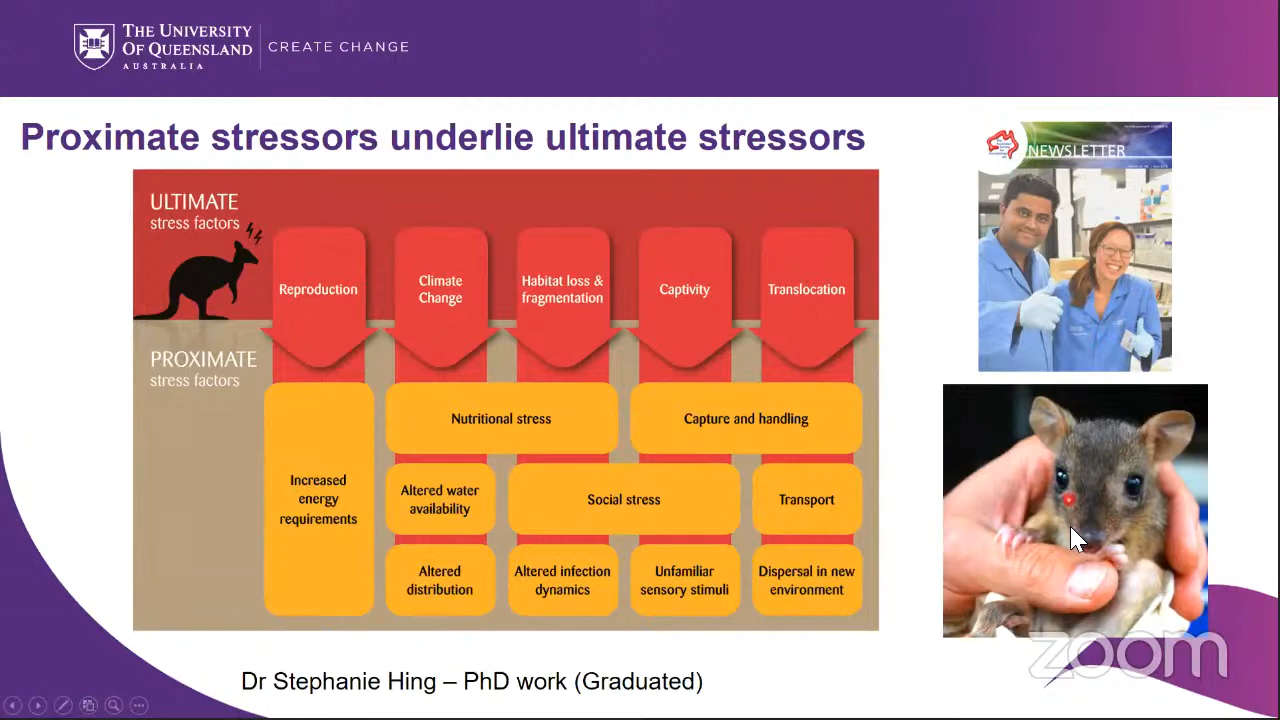 THE UNIVERSITY
OF QUEENSLAND
AUSTRALIA
CREATE CHANGE
Proximate stressors underlie ultimate stressors
ULTIMATE
stress factors
Reproduction
Climate
Change
Habitat loss &
fragmentation
Captivity
Translocation
PROXIMATE
stress factors
Nutritional stress
Capture and handling
Increased
energy
requirements
Altered water
availability
Social stress
Transport
Altered
distribution
Altered infection
dynamics
Unfamiliar
sensory stimuli
Dispersal in new
environment
NEWSLETTER
Dr Stephanie Hing – PhD work (Graduated)
zoom